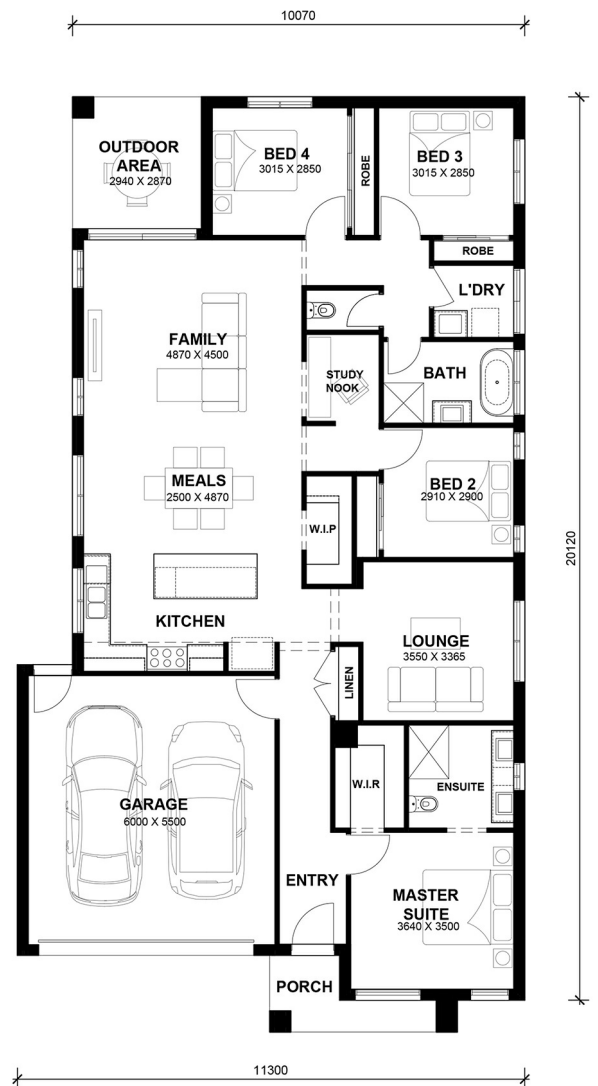 10070
OUTDOOR
AREA
2940 X 2870
BED 4
3015 X 2850
ROBE
BED 3
3015 X 2850
ROBE
L'DRY
FAMILY
4870 X 4500
STUDY
NOOK
BATH
MEALS
2500 X 4870
BED 2
2910 X 2900
W.I.P
20120
KITCHEN
LOUNGE
3550 X 3365
LINEN
W.I.R
ENSUITE
GARAGE
6000 X 5500
ENTRY
MASTER
SUITE
3640 X 3500
PORCH
11300